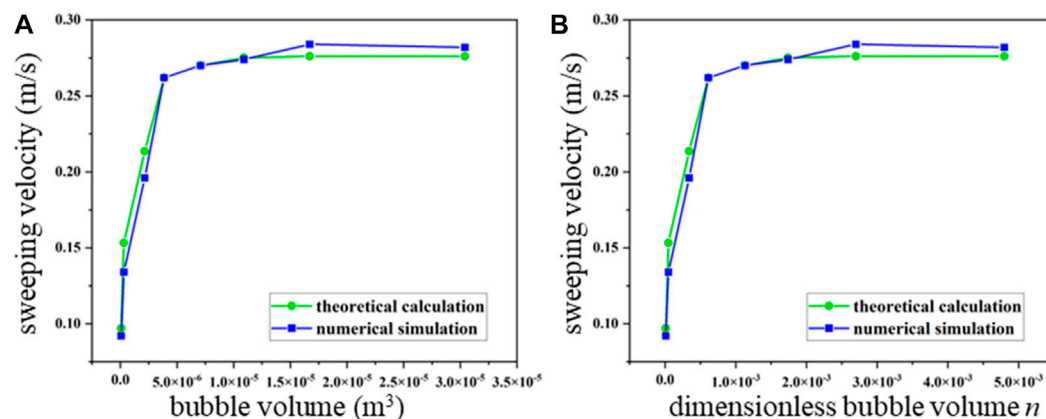 A
sweeping velocity (m/s)
0.30
0.25
0.20
0.15
0.10
theoretical calculation
numerical simulation
0.0 5.0×10⁻⁶ 1.0×10⁻⁵ 1.5×10⁻⁵ 2.0×10⁻⁵ 2.5×10⁻⁵ 3.0×10⁻⁵ 3.5×10⁻⁵
bubble volume (m³)
B
sweeping velocity (m/s)
0.30
0.25
0.20
0.15
0.10
theoretical calculation
numerical simulation
0.0 1.0×10⁻³ 2.0×10⁻³ 3.0×10⁻³ 4.0×10⁻³ 5.0×10⁻³
dimensionless bubble volume n